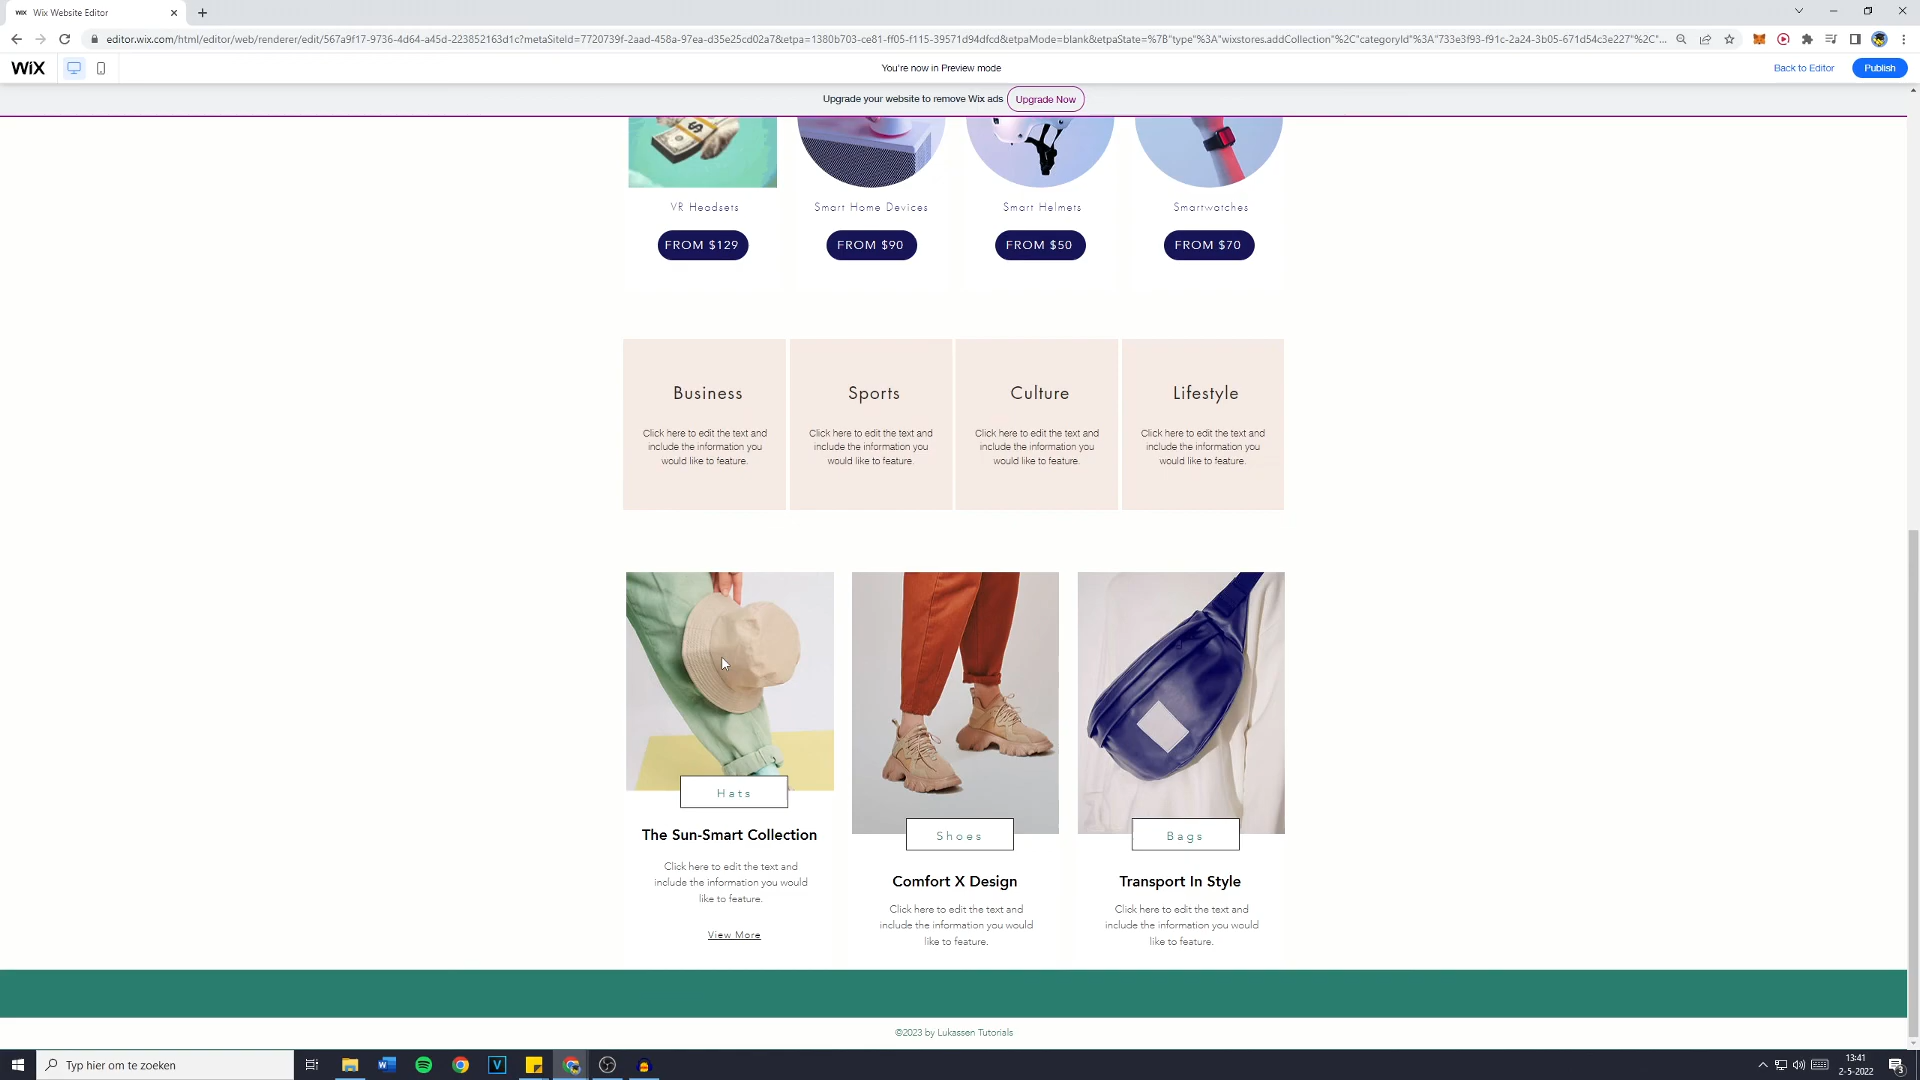 WiX Wix Website Editor
editor.wix.com/html/editor/web/renderer/edit/567a9f17-9736-4d64-a45d-223852163d1c?metaSiteId=7720739f-2aad-458a-97ea-d35e25cd02a7&etpa=1380b703-ce81-ff05-f115-39571d94dfcd&etpaMode=blank&etpaState=%7B"type"%3A"wixstores.addCollection"%2C"categoryId"%3A"733e3f93-f91c-2a24-3b05-671d54c3e227"%2C"...
WiX
You're now in Preview mode
Back to Editor
Publish
Upgrade your website to remove Wix ads
Upgrade Now
VR Headsets
Smart Home Devices
Smart Helmets
Smartwatches
FROM $129
FROM $90
FROM $50
FROM $70
Business
Click here to edit the text and
include the information you
would like to feature.
Sports
Click here to edit the text and
include the information you
would like to feature.
Culture
Click here to edit the text and
include the information you
would like to feature.
Lifestyle
Click here to edit the text and
include the information you
would like to feature.
Hats
The Sun-Smart Collection
Click here to edit the text and
include the information you would
like to feature.
View More
Shoes
Comfort X Design
Click here to edit the text and
include the information you would
like to feature.
Bags
Transport In Style
Click here to edit the text and
include the information you would
like to feature.
©2023 by Lukassen Tutorials
Typ hier om te zoeken
13:41
2-5-2022
3